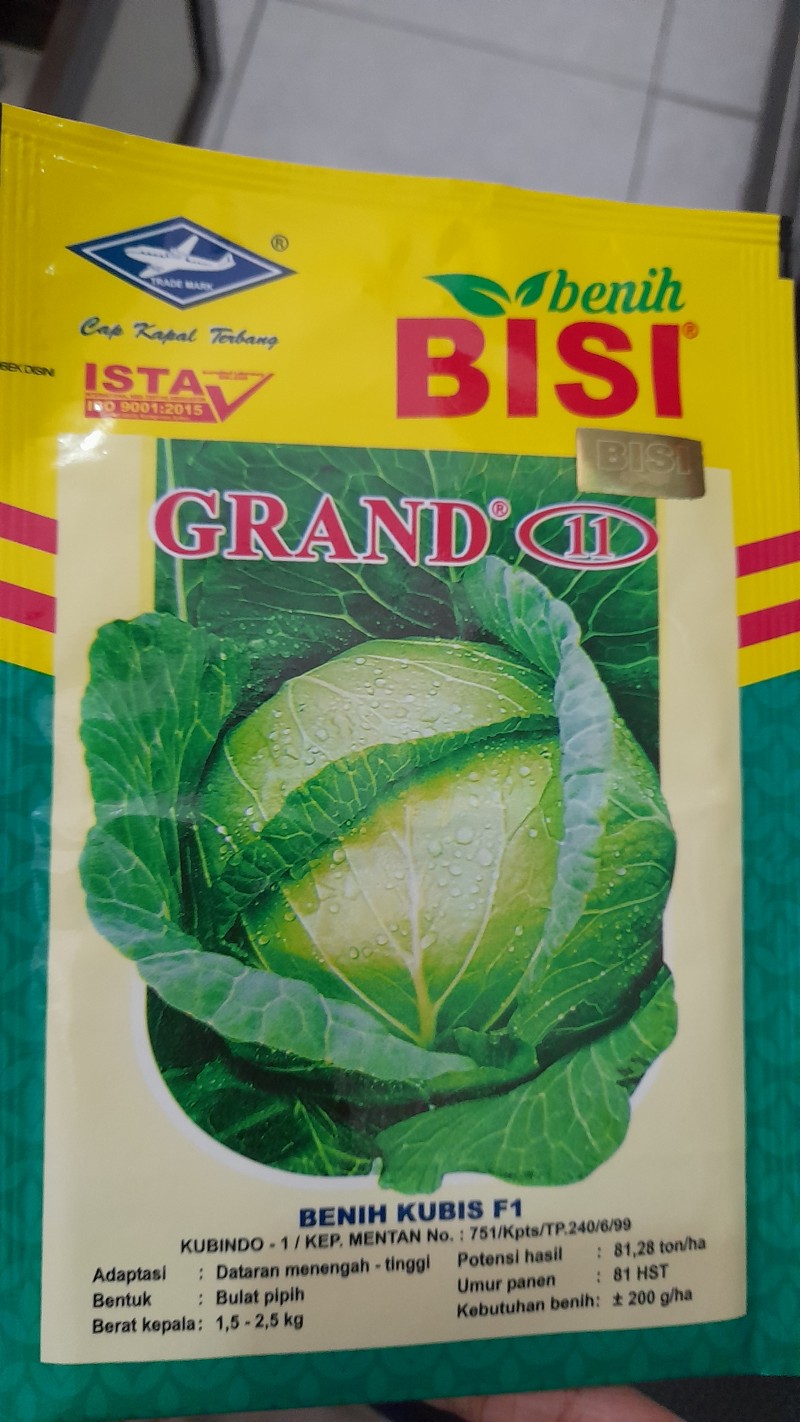 ®
TRADE MARK
Cap Kapal Terbang
benih
BISI®
ISTA
ISO 9001:2015
BISI
GRAND® 11
BENIH KUBIS F1
KUBINDO - 1 / KEP. MENTAN No. : 751/Kpts/TP.240/6/99
Adaptasi : Dataran menengah - tinggi
Bentuk : Bulat pipih
Berat kepala : 1,5 - 2,5 kg
Potensi hasil : 81,28 ton/ha
Umur panen : 81 HST
Kebutuhan benih : ± 200 g/ha